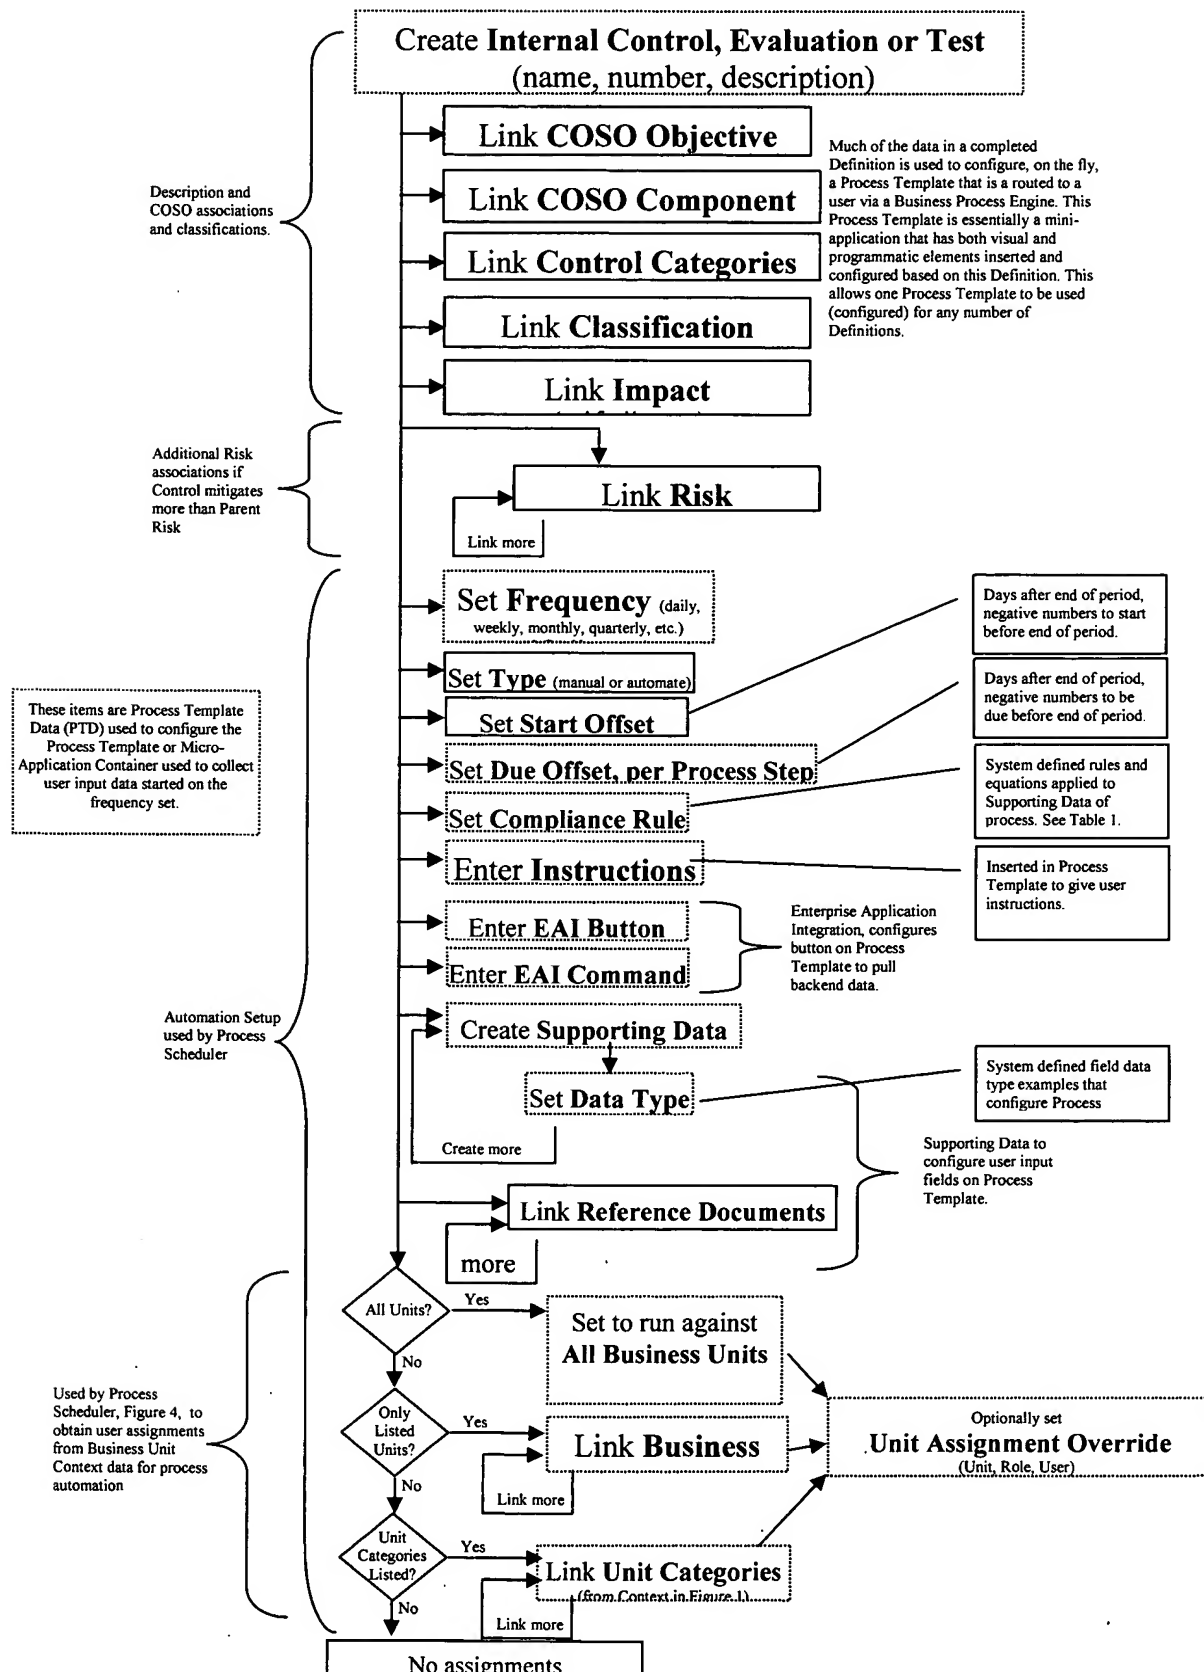 Create Internal Control, Evaluation or Test
(name, number, description)
Link COSO Objective
Link COSO Component
Link Control Categories
Link Classification
Link Impact
Description and
COSO associations
and classifications.
Much of the data in a completed
Definition is used to configure, on the fly,
a Process Template that is a routed to a
user via a Business Process Engine. This
Process Template is essentially a mini-
application that has both visual and
programmatic elements inserted and
configured based on this Definition. This
allows one Process Template to be used
(configured) for any number of
Definitions.
Additional Risk
associations if
Control mitigates
more than Parent
Risk
Link Risk
Link more
Set Frequency (daily,
weekly, monthly, quarterly, etc.)
Set Type (manual or automate)
Set Start Offset
Set Due Offset, per Process Step
Set Compliance Rule
Enter Instructions
Enter EAI Button
Enter EAI Command
Days after end of period,
negative numbers to start
before end of period.
Days after end of period,
negative numbers to be
due before end of period.
System defined rules and
equations applied to
Supporting Data of
process. See Table 1.
Inserted in Process
Template to give user
instructions.
Enterprise Application
Integration, configures
button on Process
Template to pull
backend data.
These items are Process Template
Data (PTD) used to configure the
Process Template or Micro-
Application Container used to collect
user input data started on the
frequency set.
Automation Setup
used by Process
Scheduler
Create Supporting Data
Set Data Type
Create more
System defined field data
type examples that
configure Process
Supporting Data to
configure user input
fields on Process
Template.
Link Reference Documents
more
All Units?
Yes
No
Set to run against
All Business Units
Only
Listed
Units?
Yes
No
Link Business
Link more
Optionally set
Unit Assignment Override
(Unit, Role, User)
Used by Process
Scheduler, Figure 4, to
obtain user assignments
from Business Unit
Context data for process
automation
Unit
Categories
Listed?
Yes
No
Link Unit Categories
(from Context in Figure 1)
Link more
No assignments